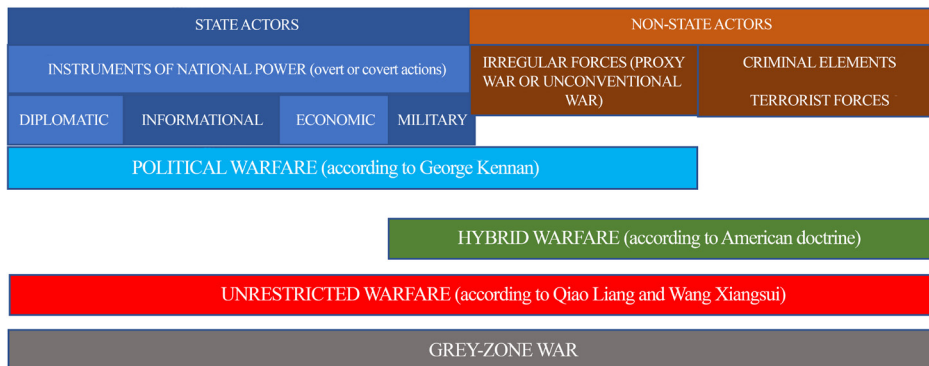 STATE ACTORS
NON-STATE ACTORS
INSTRUMENTS OF NATIONAL POWER (overt or covert actions)
IRREGULAR FORCES (PROXY
WAR OR UNCONVENTIONAL
WAR)
CRIMINAL ELEMENTS
TERRORIST FORCES
DIPLOMATIC
INFORMATIONAL
ECONOMIC
MILITARY
POLITICAL WARFARE (according to George Kennan)
HYBRID WARFARE (according to American doctrine)
UNRESTRICTED WARFARE (according to Qiao Liang and Wang Xiangsui)
GREY-ZONE WAR